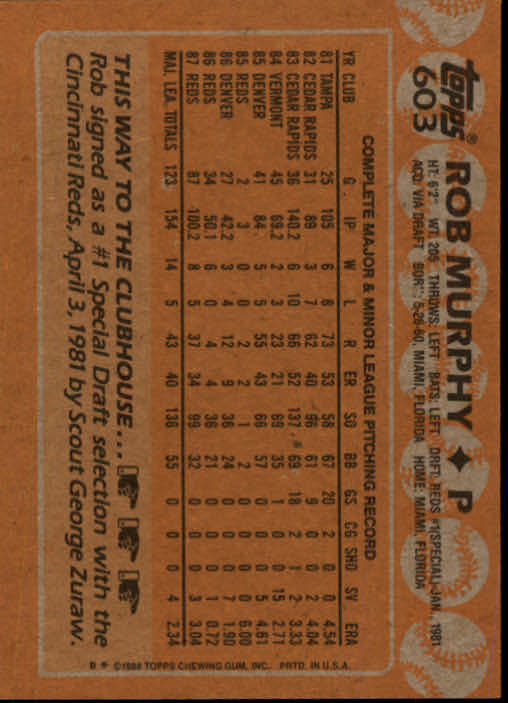 topps®
603
ROB MURPHY ♦ P
HT: 6'2" WT: 205 THROWS: LEFT BATS: LEFT DRFT: REDS #1(SPECIAL)-JAN., 1981
ACQ: VIA DRAFT BORN: 5-26-60, MIAMI, FLORIDA HOME: MIAMI, FLORIDA
COMPLETE MAJOR & MINOR LEAGUE PITCHING RECORD
YR CLUB G IP W L R ER SO BB GS CG SHO SV ERA
81 TAMPA 25 105 6 73 53 58 67 20 2 0 0 4.54
82 CEDAR RAPIDS 31 89 3 7 62 40 96 61 9 0 0 2 4.04
83 CEDAR RAPIDS 36 140.2 6 10 66 52 137 69 18 2 1 2 3.33
84 VERMONT 45 69.2 2 3 23 21 69 35 1 0 0 15 2.71
85 DENVER 41 84 5 5 55 43 66 57 0 0 0 5 4.61
85 REDS 2 3 0 0 2 2 1 2 0 0 0 0 6.00
86 DENVER 27 42.2 3 4 12 9 36 24 0 0 0 7 1.90
86 REDS 34 50.1 6 0 4 4 36 21 0 0 0 1 0.72
87 REDS 87 100.2 8 5 37 34 99 32 0 0 0 3 3.04
MAJ. LEA. TOTALS 123 154 14 5 43 40 136 55 0 0 0 4 2.34
THIS WAY TO THE CLUBHOUSE...
Rob signed as a #1 Special Draft selection with the
Cincinnati Reds, April 3, 1981 by Scout George Zuraw.
B * ©1988 TOPPS CHEWING GUM, INC. PRTD. IN U.S.A.